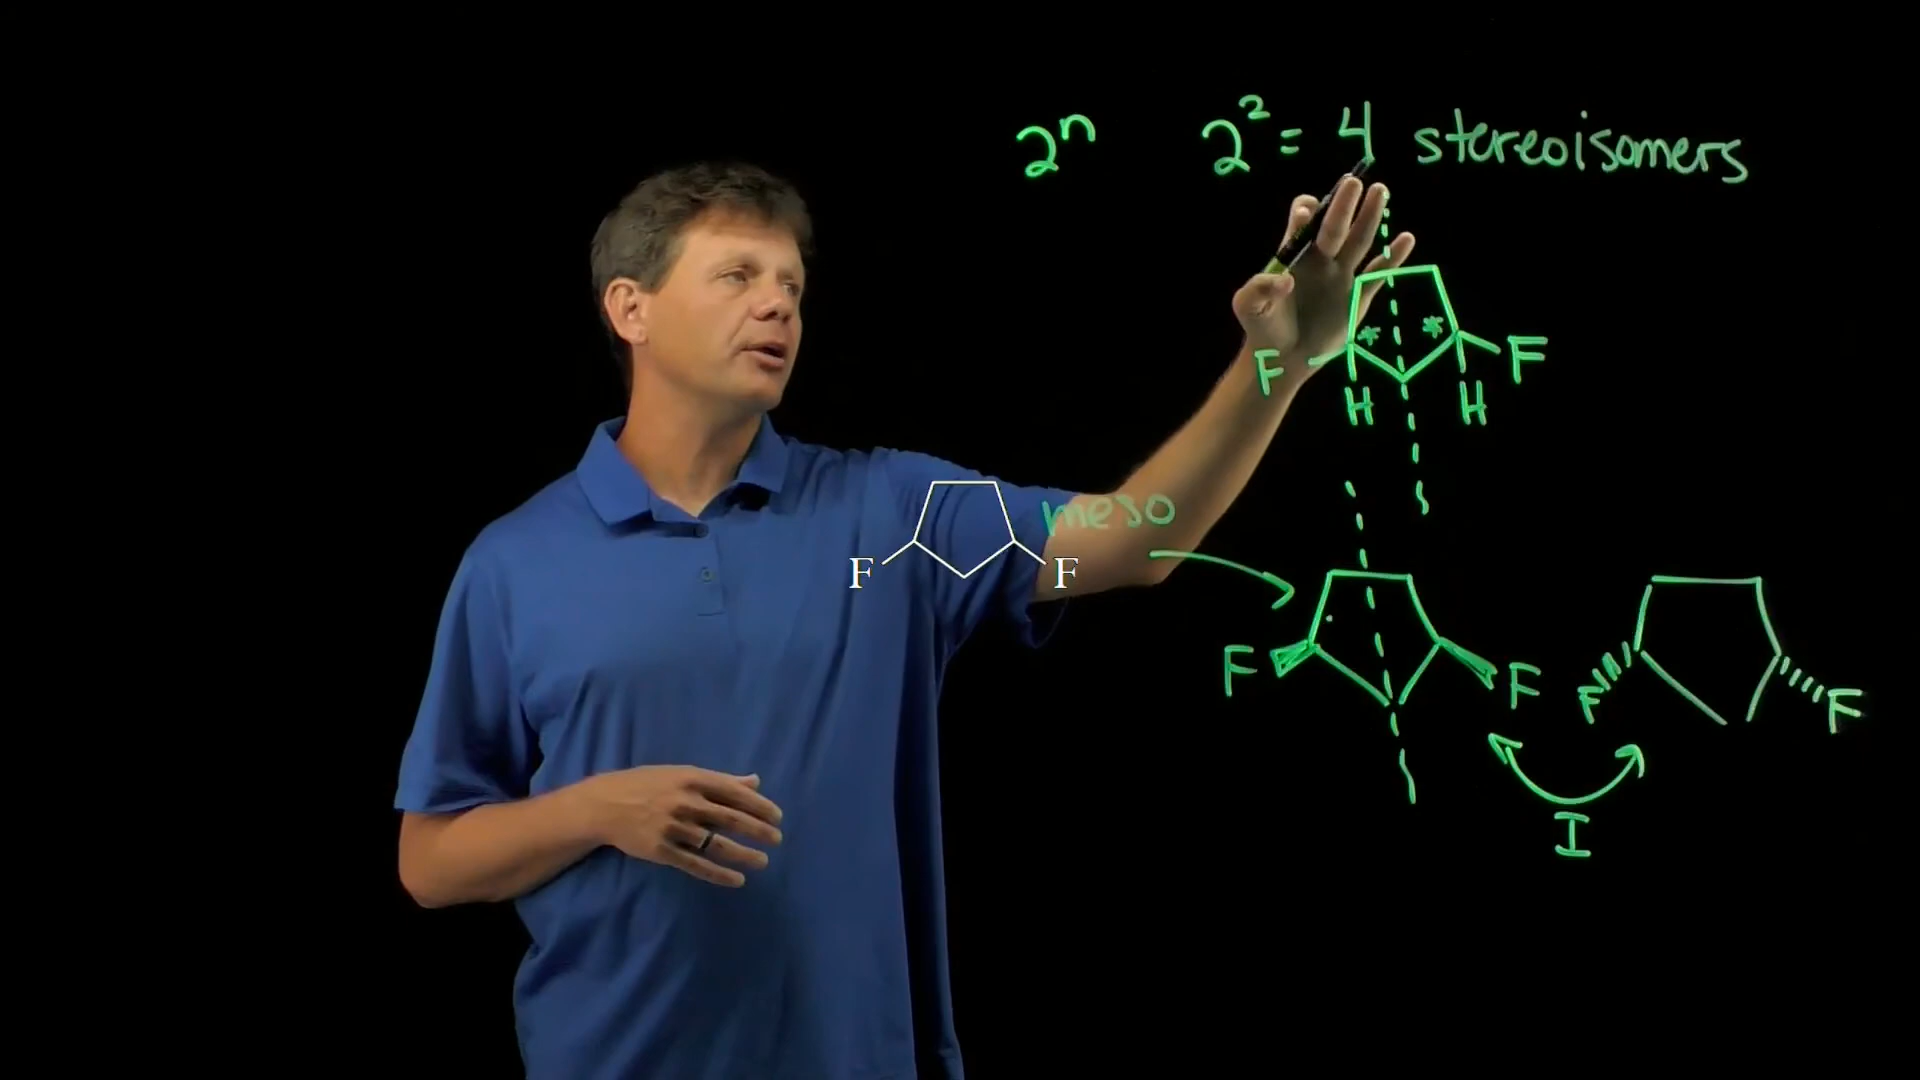 2ⁿ 2² = 4 stereoisomers
* *
F F
H H
meso
F F
F F F F
I